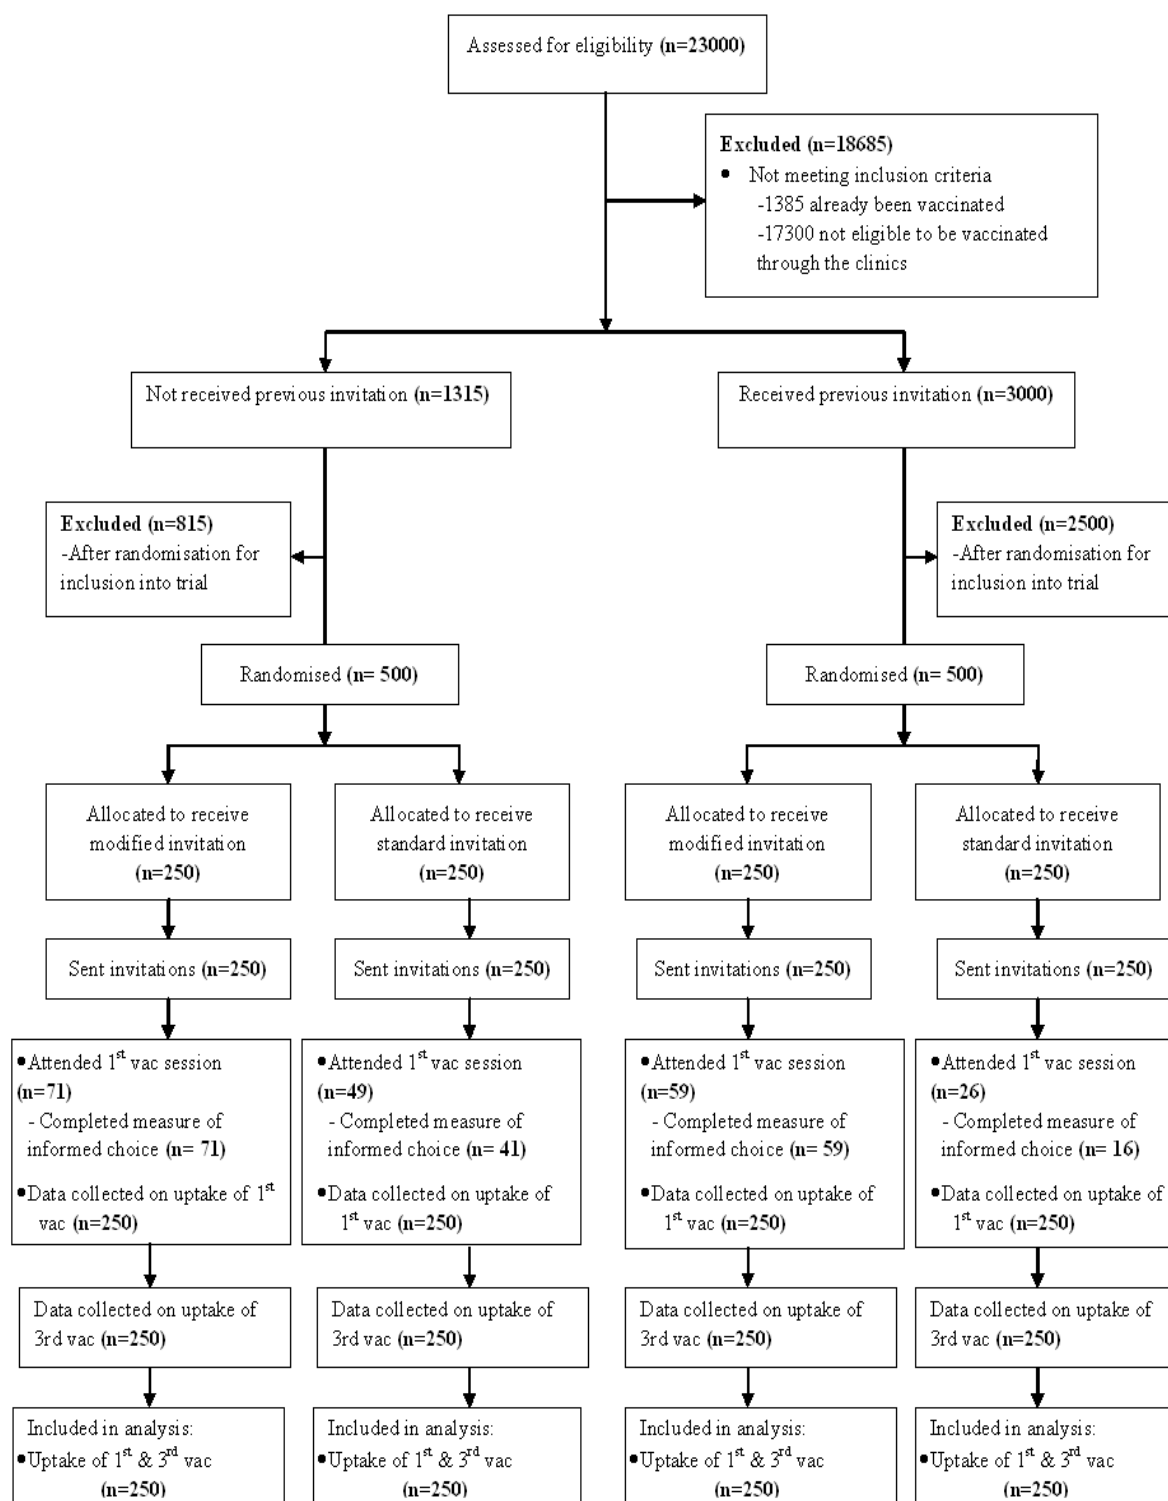 Assessed for eligibility (n=23000)
Excluded (n=18685)
● Not meeting inclusion criteria
-1385 already been vaccinated
-17300 not eligible to be vaccinated
through the clinics
Not received previous invitation (n=1315)
Received previous invitation (n=3000)
Excluded (n=815)
-After randomisation for
inclusion into trial
Excluded (n=2500)
-After randomisation for
inclusion into trial
Randomised (n= 500)
Randomised (n= 500)
Allocated to receive
modified invitation
(n=250)
Allocated to receive
standard invitation
(n=250)
Allocated to receive
modified invitation
(n=250)
Allocated to receive
standard invitation
(n=250)
Sent invitations (n=250)
Sent invitations (n=250)
Sent invitations (n=250)
Sent invitations (n=250)
●Attended 1st vac session
(n=71)
- Completed measure of
informed choice (n= 71)
●Data collected on uptake of 1st
vac (n=250)
●Attended 1st vac session
(n=49)
- Completed measure of
informed choice (n= 41)
●Data collected on uptake of
1st vac (n=250)
●Attended 1st vac session
(n=59)
- Completed measure of
informed choice (n= 59)
●Data collected on uptake of
1st vac (n=250)
●Attended 1st vac session
(n=26)
- Completed measure of
informed choice (n= 16)
●Data collected on uptake of
1st vac (n=250)
Data collected on uptake of
3rd vac (n=250)
Data collected on uptake of
3rd vac (n=250)
Data collected on uptake of
3rd vac (n=250)
Data collected on uptake of
3rd vac (n=250)
Included in analysis:
●Uptake of 1st & 3rd vac
(n=250)
Included in analysis:
●Uptake of 1st & 3rd vac
(n=250)
Included in analysis:
●Uptake of 1st & 3rd vac
(n=250)
Included in analysis:
●Uptake of 1st & 3rd vac
(n=250)